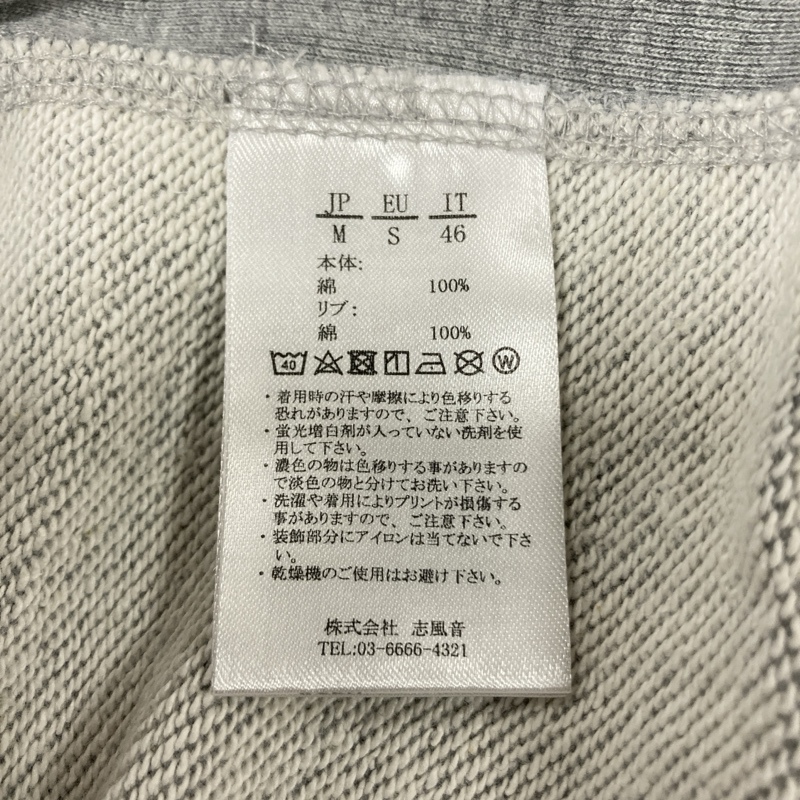 JP EU IT
M S 46
本体:
綿 100%
リブ:
綿 100%
40 W
・着用時の汗や摩擦により色移りする
恐れがありますので、ご注意下さい。
・蛍光増白剤が入っていない洗剤を使
用して下さい。
・濃色の物は色移りする事がありますの
で淡色の物と分けてお洗い下さい。
・洗濯や着用によりプリントが損傷する
事がありますので、ご注意下さい。
・装飾部分にアイロンは当てないで下さ
い。
・乾燥機のご使用はお避け下さい。
株式会社 志風音
TEL:03-6666-4321